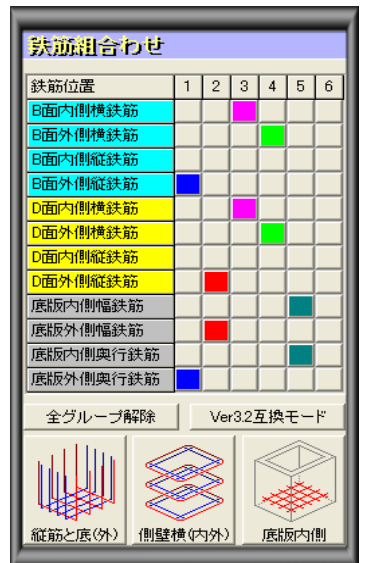 鉄筋組合わせ
鉄筋位置 1 2 3 4 5 6
B面内側横鉄筋
B面外側横鉄筋
B面内側縦鉄筋
B面外側縦鉄筋
D面内側横鉄筋
D面外側横鉄筋
D面内側縦鉄筋
D面外側縦鉄筋
底版内側幅鉄筋
底版外側幅鉄筋
底版内側奥行鉄筋
底版外側奥行鉄筋
全グループ解除 Ver3.2互換モード
縦筋と底(外) 側壁横(内外) 底版内側